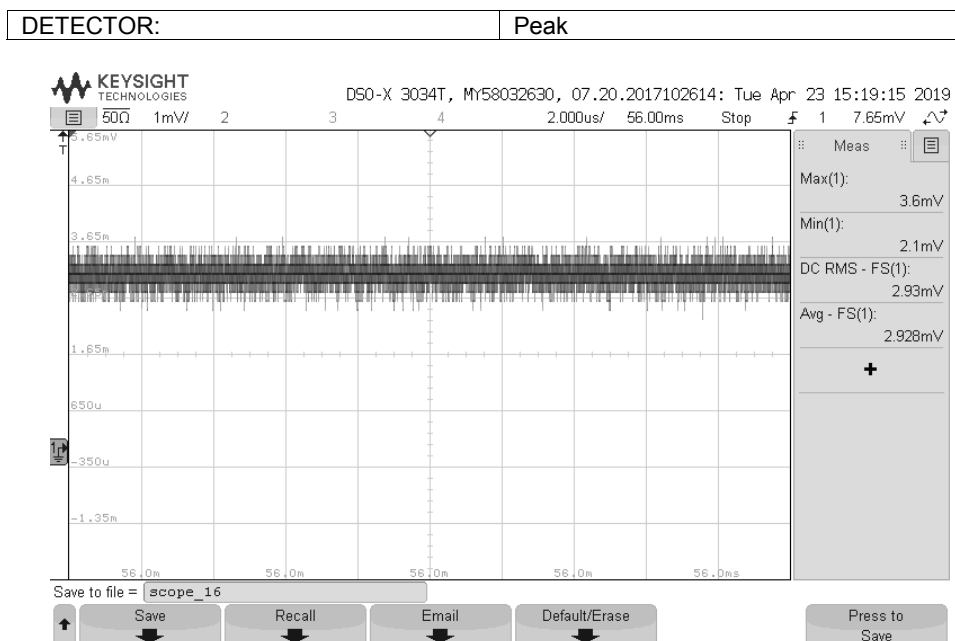 DETECTOR: Peak
KEYSIGHT
TECHNOLOGIES
DSO-X 3034T, MY58032630, 07.20.2017102614: Tue Apr 23 15:19:15 2019
50Ω 1mV/ 2 3 4 2.000us/ 56.00ms Stop 1 7.65mV
T
5.65mV
4.65m
3.65m
1.65m
650u
-350u
-1.35m
1
56.0m 56.0m 56.0m 56.0m 56.0ms
Meas
Max(1):
3.6mV
Min(1):
2.1mV
DC RMS - FS(1):
2.93mV
Avg - FS(1):
2.928mV
+
Save to file = scope_16
Save Recall Email Default/Erase Press to
Save